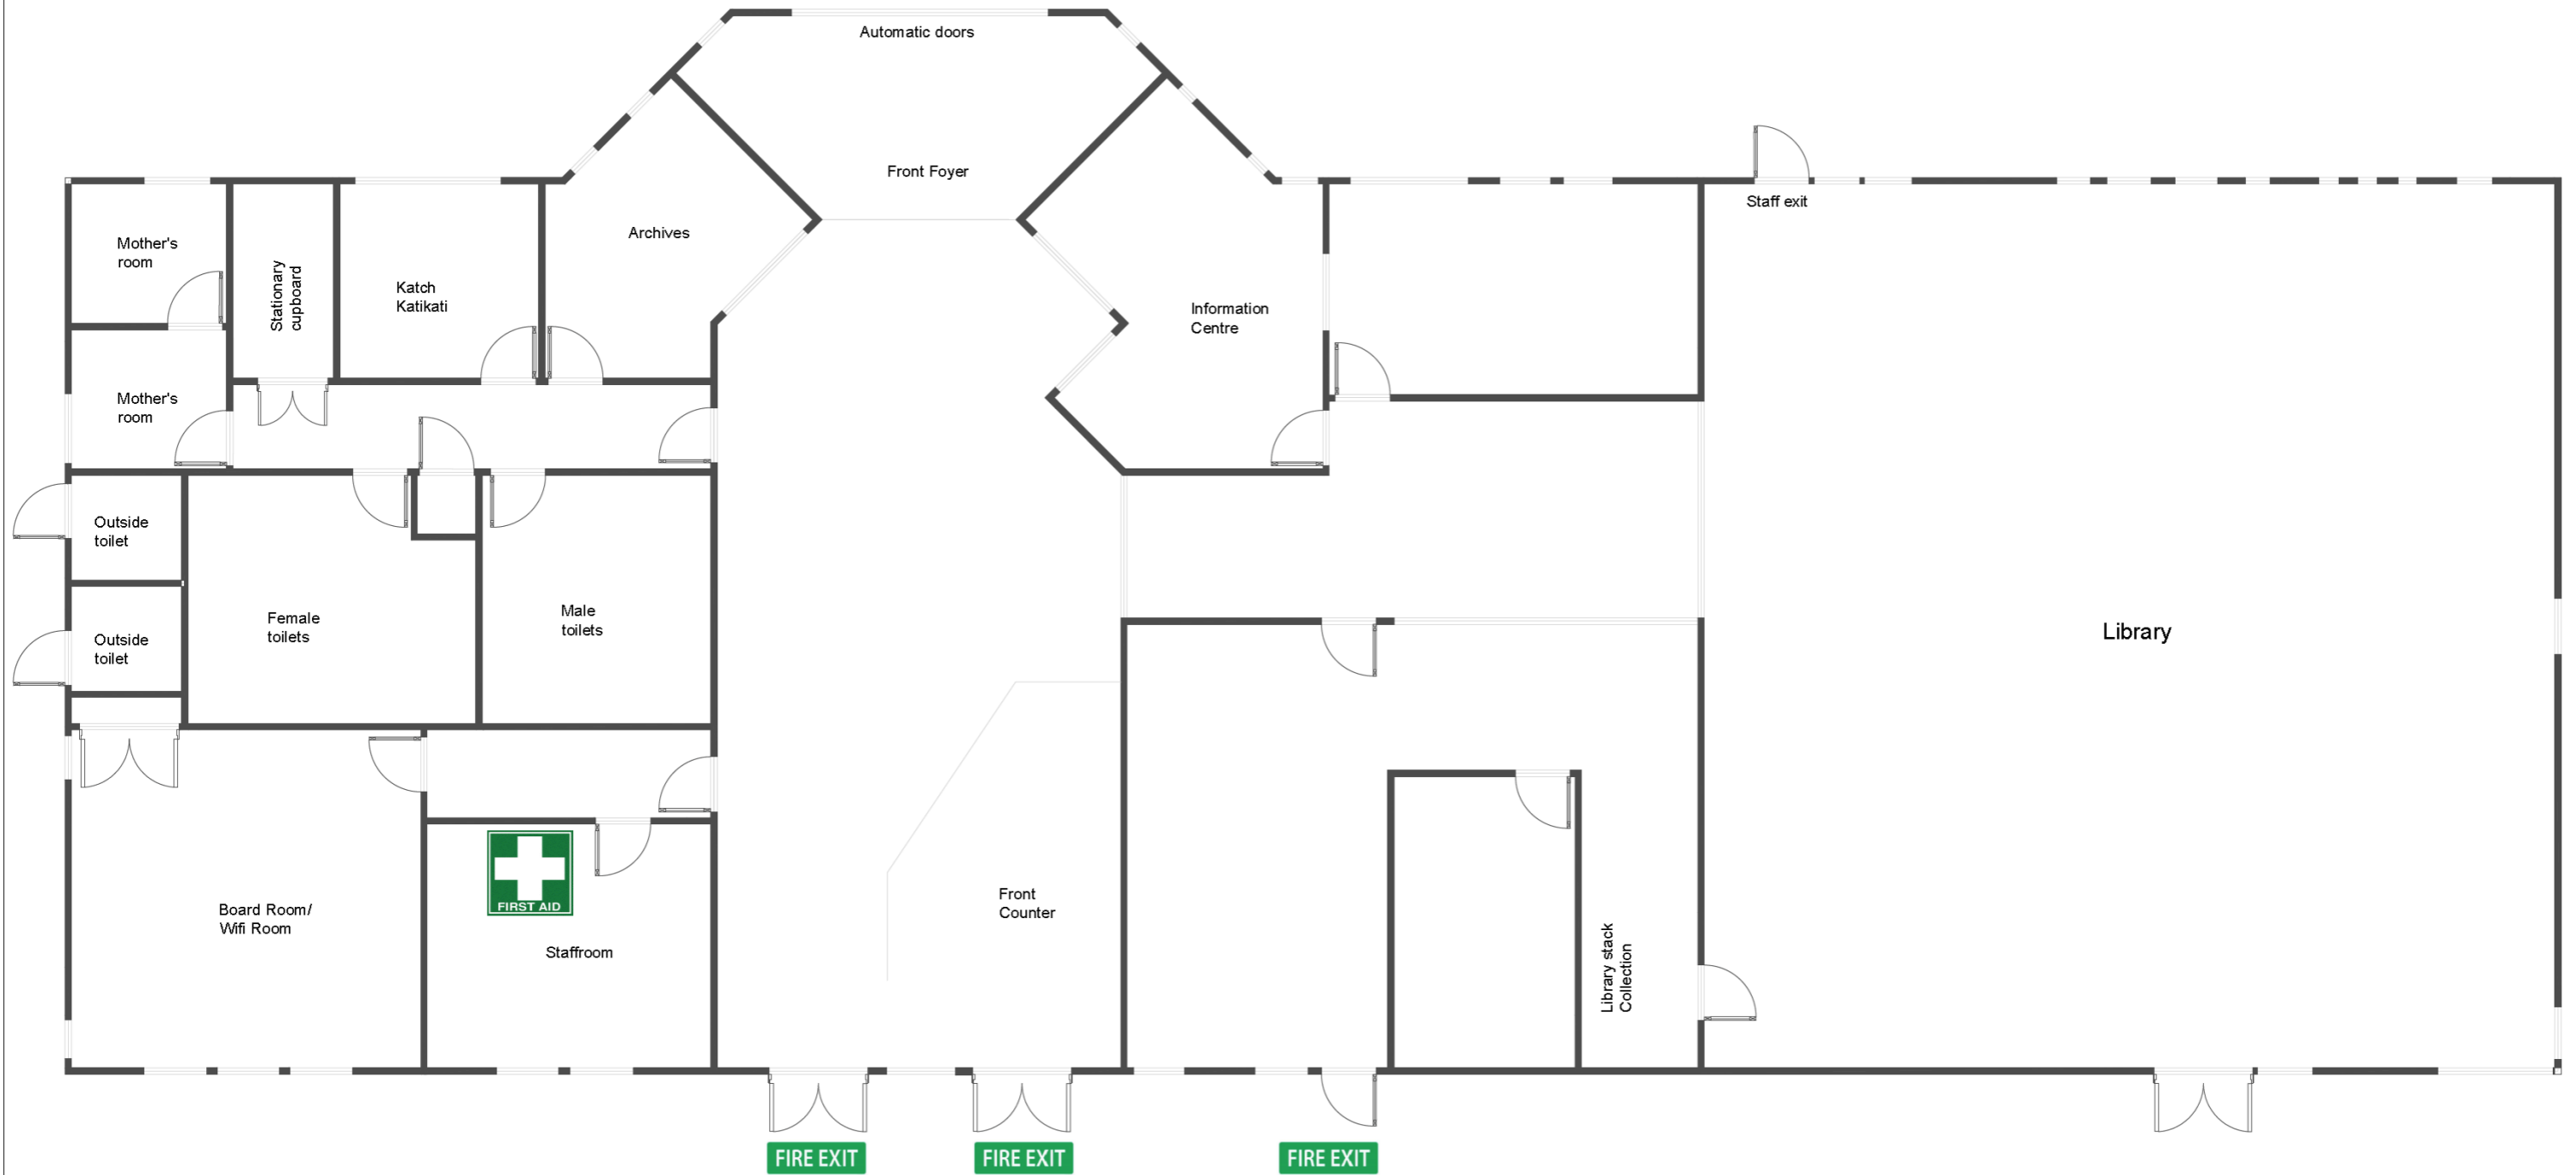 Automatic doors
Front Foyer
Staff exit
Archives
Mother's
room
Stationary
cupboard
Katch
Katikati
Information
Centre
Mother's
room
Outside
toilet
Female
toilets
Male
toilets
Outside
toilet
Library
FIRST AID
Board Room/
Wifi Room
Staffroom
Front
Counter
Library stack
Collection
FIRE EXIT
FIRE EXIT
FIRE EXIT